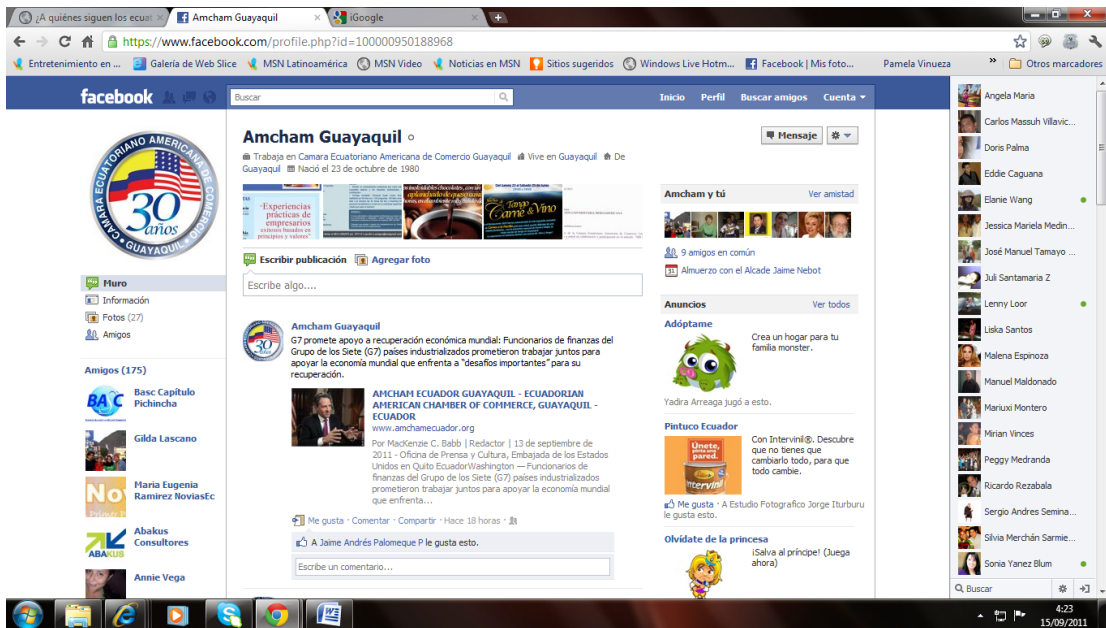 ¿A quiénes siguen los ecuat
Amcham Guayaquil
iGoogle
https://www.facebook.com/profile.php?id=100000950188968
Entretenimiento en ...
Galería de Web Slice
MSN Latinoamérica
MSN Video
Noticias en MSN
Sitios sugeridos
Windows Live Hotm...
Facebook | Mis foto...
Pamela Vinueza
»
Otros marcadores
facebook
Buscar
Inicio Perfil Buscar amigos Cuenta
CAMARA ECUATORIANO AMERICANA DE COMERCIO
30
años
GUAYAQUIL
Muro
Información
Fotos (27)
Amigos
Amigos (175)
BASC
Basc Capítulo
Pichincha
Gilda Lascano
No
Maria Eugenia
Ramirez NoviasEc
ABAKUS
Abakus
Consultores
Annie Vega
Amcham Guayaquil
Trabaja en Camara Ecuatoriano Americana de Comercio Guayaquil Vive en Guayaquil De
Guayaquil Nació el 23 de octubre de 1980
"Experiencias
prácticas de
empresarios
exitosos basados en
principios y valores"
Noche
Tango
Carne & Vino
Escribir publicación Agregar foto
Escribe algo....
30
años
Amcham Guayaquil
G7 promete apoyo a recuperación económica mundial: Funcionarios de finanzas del
Grupo de los Siete (G7) países industrializados prometieron trabajar juntos para
apoyar la economía mundial que enfrenta a "desafíos importantes" para su
recuperación.
AMCHAM ECUADOR GUAYAQUIL - ECUADORIAN
AMERICAN CHAMBER OF COMMERCE, GUAYAQUIL -
ECUADOR
www.amchamecuador.org
Por MacKenzie C. Babb | Redactor | 13 de septiembre de
2011 - Oficina de Prensa y Cultura, Embajada de los Estados
Unidos en Quito EcuadorWashington — Funcionarios de
finanzas del Grupo de los Siete (G7) países industrializados
prometieron trabajar juntos para apoyar la economía mundial
que enfrenta...
Me gusta · Comentar · Compartir · Hace 18 horas ·
A Jaime Andrés Palomeque P le gusta esto.
Escribe un comentario...
Mensaje
Amcham y tú
Ver amistad
9 amigos en común
31
Almuerzo con el Alcade Jaime Nebot
Anuncios
Ver todos
Adóptame
Crea un hogar para tu
familia monster.
Yadira Arreaga jugó a esto.
Pintuco Ecuador
Únete,
pinta una
pared.
intervinil
Con Intervinil®. Descubre
que no tienes que
cambiarlo todo, para que
todo cambie.
Me gusta · A Estudio Fotografico Jorge Iturburu
le gusta esto.
Olvídate de la princesa
¡Salva al príncipe! (Juega
ahora)
Angela Maria
Carlos Massuh Villavic...
Doris Palma
Eddie Caguana
Elanie Wang
Jessica Mariela Medin...
José Manuel Tamayo ...
Juli Santamaria Z
Lenny Loor
Liska Santos
Malena Espinoza
Manuel Maldonado
Mariuxi Montero
Mirian Vinces
Peggy Medranda
Ricardo Rezabala
Sergio Andres Semina...
Silvia Merchán Sarmie...
Sonia Yanez Blum
Buscar
4:23
15/09/2011